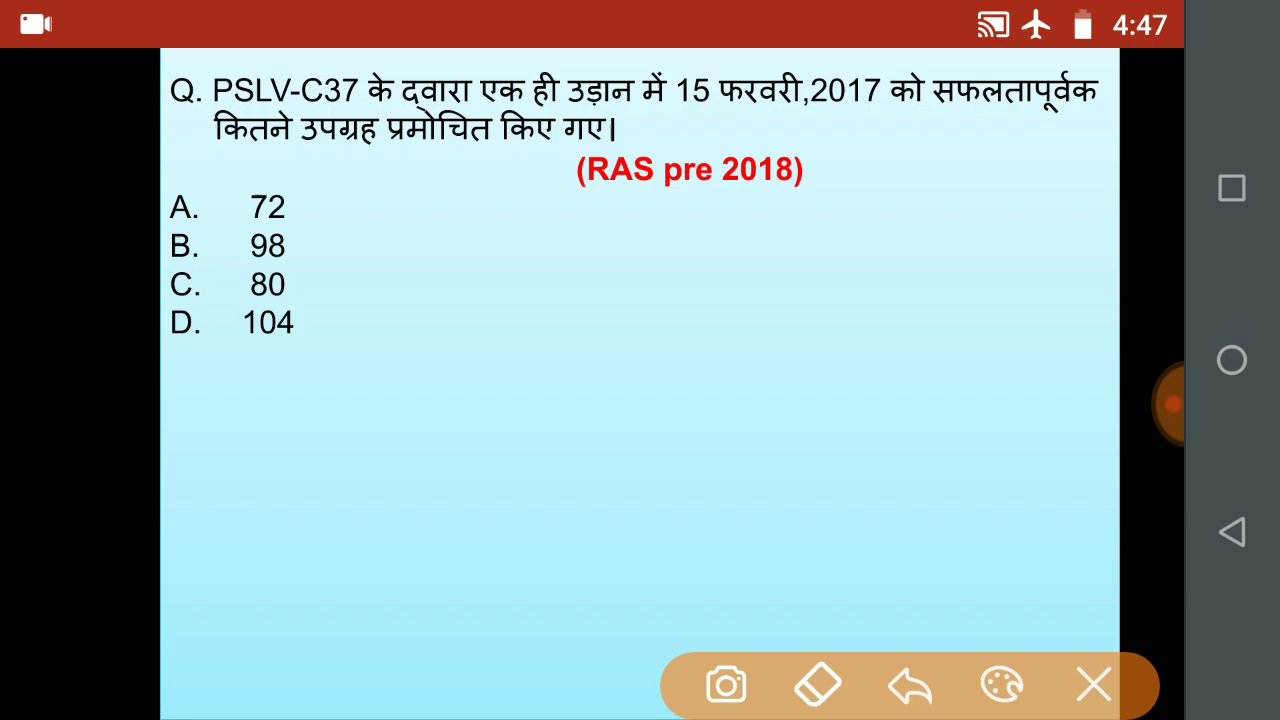 4:47
Q. PSLV-C37 के द्वारा एक ही उड़ान में 15 फरवरी,2017 को सफलतापूर्वक
कितने उपग्रह प्रमोचित किए गए।
(RAS pre 2018)
A. 72
B. 98
C. 80
D. 104